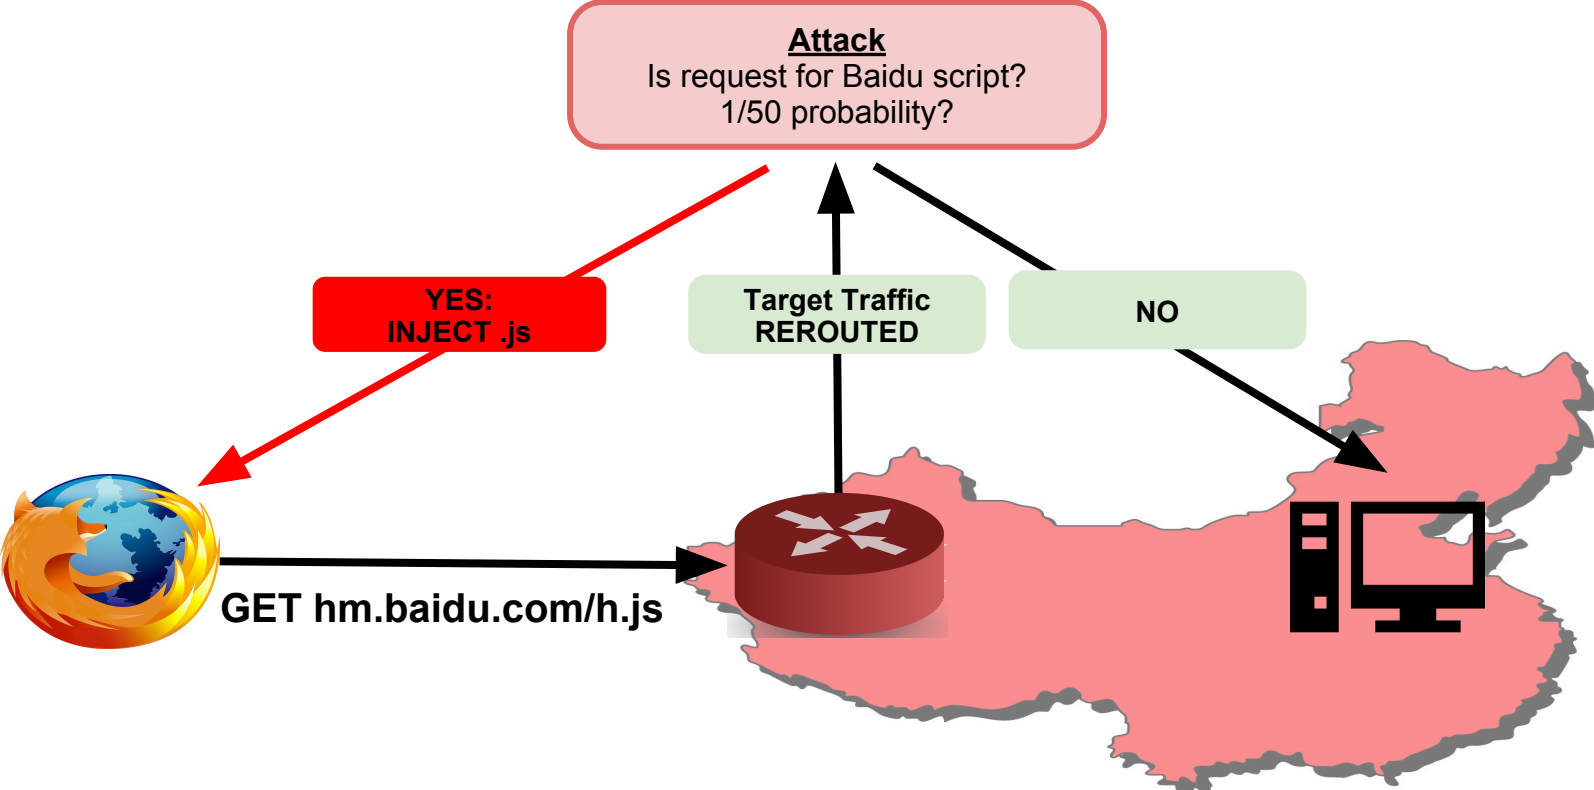 Attack
Is request for Baidu script?
1/50 probability?
YES:
INJECT .js
Target Traffic
REROUTED
NO
GET hm.baidu.com/h.js